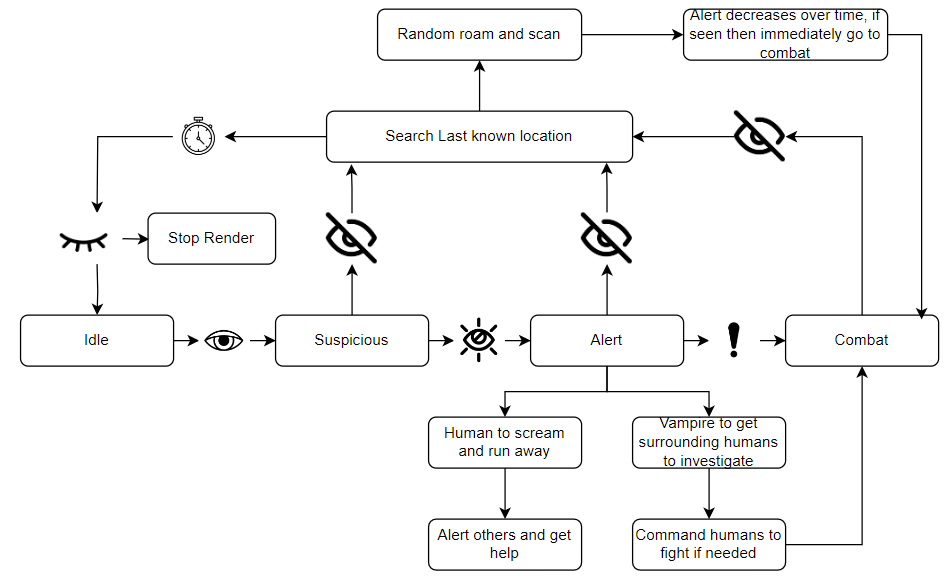 Random roam and scan
Alert decreases over time, if
seen then immediately go to
combat
Search Last known location
Stop Render
Idle
Suspicious
Alert
Combat
Human to scream
and run away
Vampire to get
surrounding humans
to investigate
Alert others and get
help
Command humans to
fight if needed